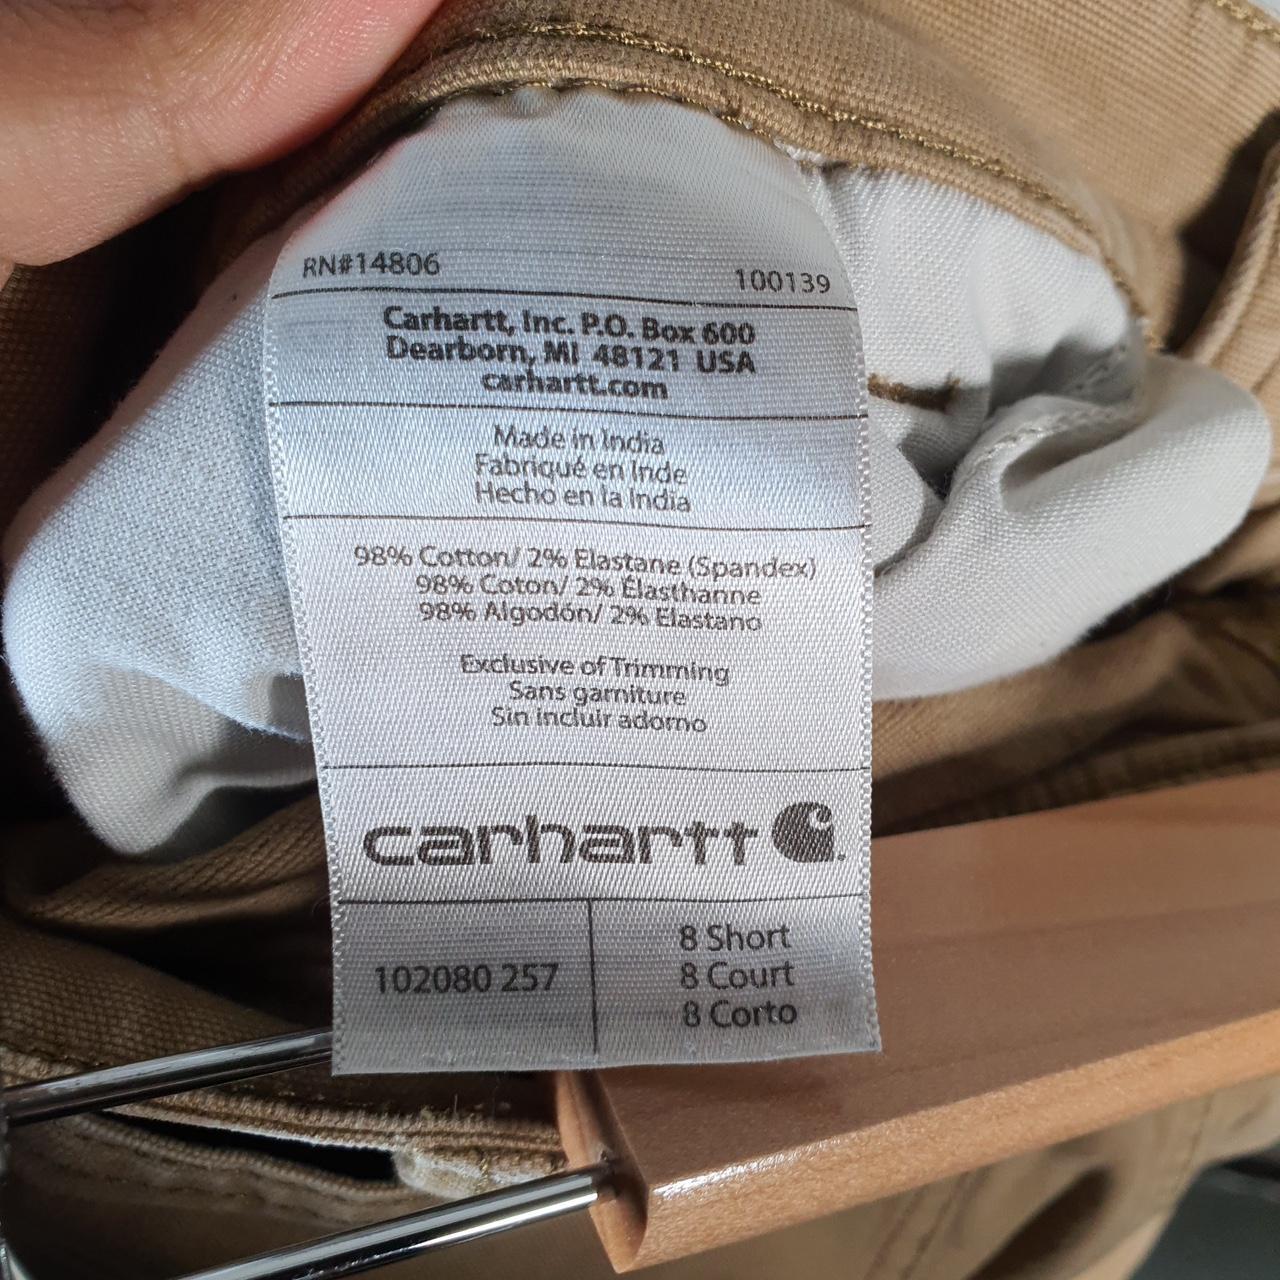 RN#14806 100139
Carhartt, Inc. P.O. Box 600
Dearborn, MI 48121 USA
carhartt.com
Made in India
Fabriqué en Inde
Hecho en la India
98% Cotton/ 2% Elastane (Spandex)
98% Coton/ 2% Élasthanne
98% Algodón/ 2% Elastano
Exclusive of Trimming
Sans garniture
Sin incluir adorno
carhartt
102080 257
8 Short
8 Court
8 Corto